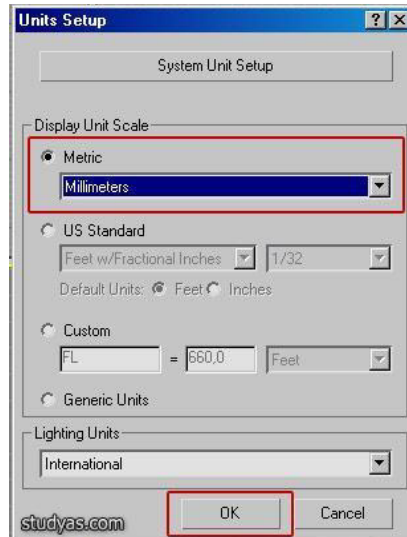 Units Setup
System Unit Setup
Display Unit Scale
Metric
Millimeters
US Standard
Feet w/Fractional Inches 1/32
Default Units: Feet Inches
Custom
FL = 660,0 Feet
Generic Units
Lighting Units
International
OK Cancel
studyas.com